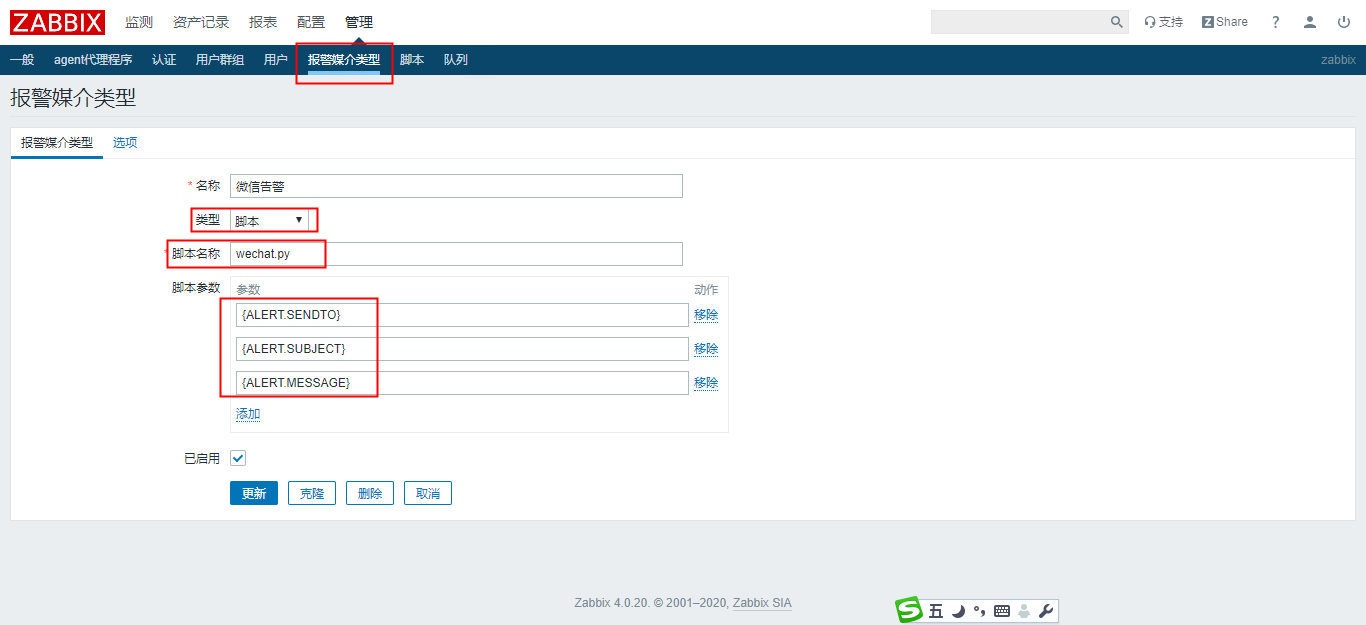 ZABBIX 监测 资产记录 报表 配置 管理 支持 Z Share ?
一般 agent代理程序 认证 用户群组 用户 报警媒介类型 脚本 队列 zabbix
报警媒介类型
报警媒介类型 选项
* 名称 微信告警
类型 脚本
* 脚本名称 wechat.py
脚本参数 参数 动作
{ALERT.SENDTO} 移除
{ALERT.SUBJECT} 移除
{ALERT.MESSAGE} 移除
添加
已启用
更新 克隆 删除 取消
Zabbix 4.0.20. © 2001–2020, Zabbix SIA
S 五